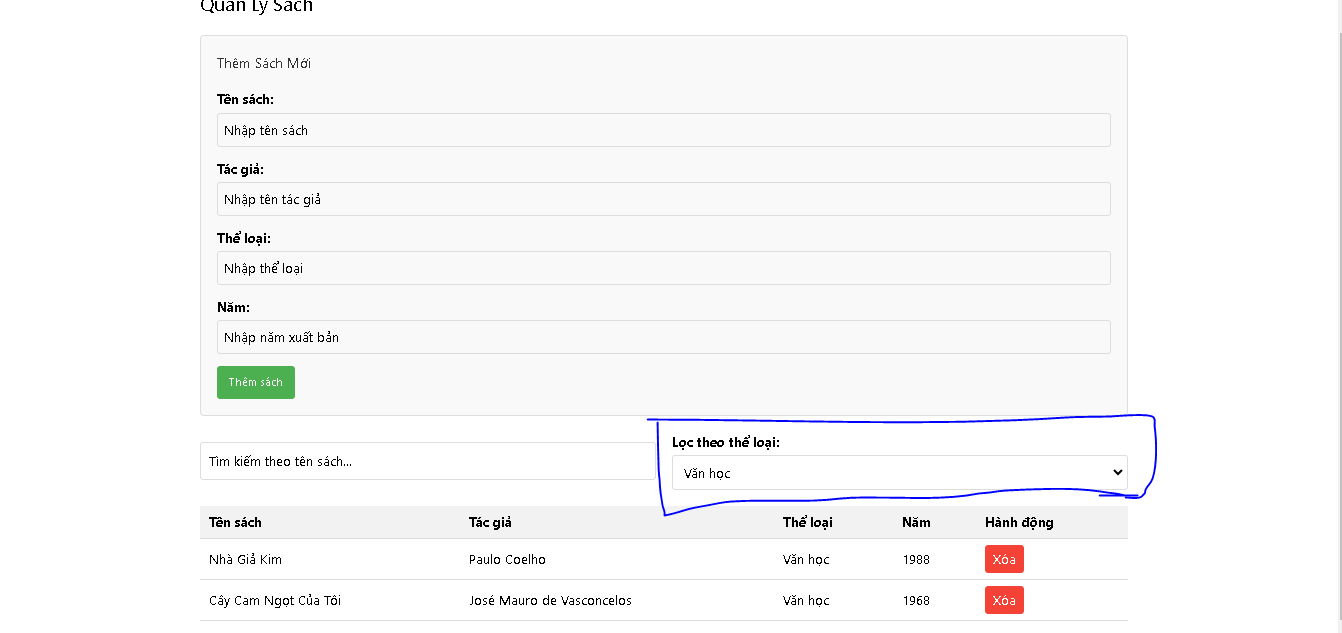 Quản Lý Sách
Thêm Sách Mới
Tên sách:
Nhập tên sách
Tác giả:
Nhập tên tác giả
Thể loại:
Nhập thể loại
Năm:
Nhập năm xuất bản
Thêm sách
Lọc theo thể loại:
Tìm kiếm theo tên sách... Văn học
Tên sách Tác giả Thể loại Năm Hành động
Nhà Giả Kim Paulo Coelho Văn học 1988 Xóa
Cây Cam Ngọt Của Tôi José Mauro de Vasconcelos Văn học 1968 Xóa